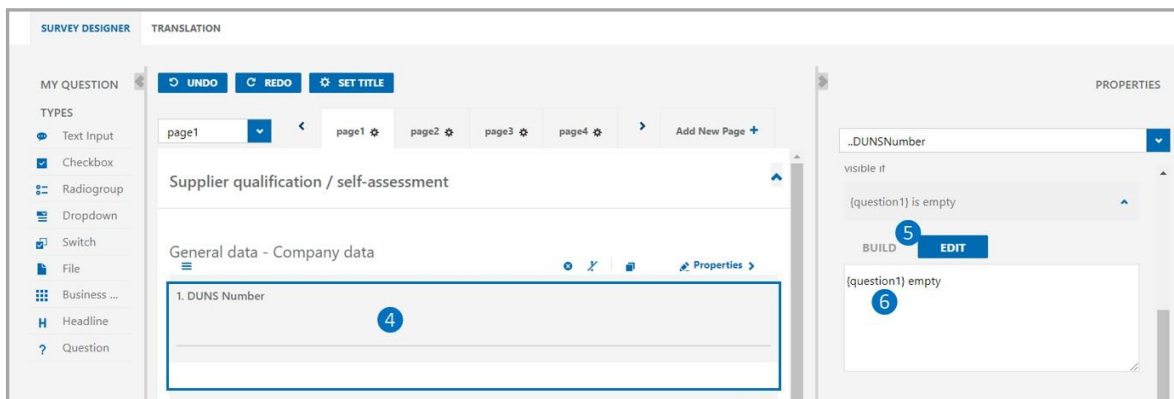 SURVEY DESIGNER
TRANSLATION
MY QUESTION
TYPES
Text Input
Checkbox
Radiogroup
Dropdown
Switch
File
Business ...
Headline
Question
UNDO
REDO
SET TITLE
page1
page1
page2
page3
page4
Add New Page +
Supplier qualification / self-assessment
General data - Company data
Properties
1. DUNS Number
4
PROPERTIES
..DUNSNumber
visible if
{question1} is empty
BUILD
5
EDIT
{question1} empty
6